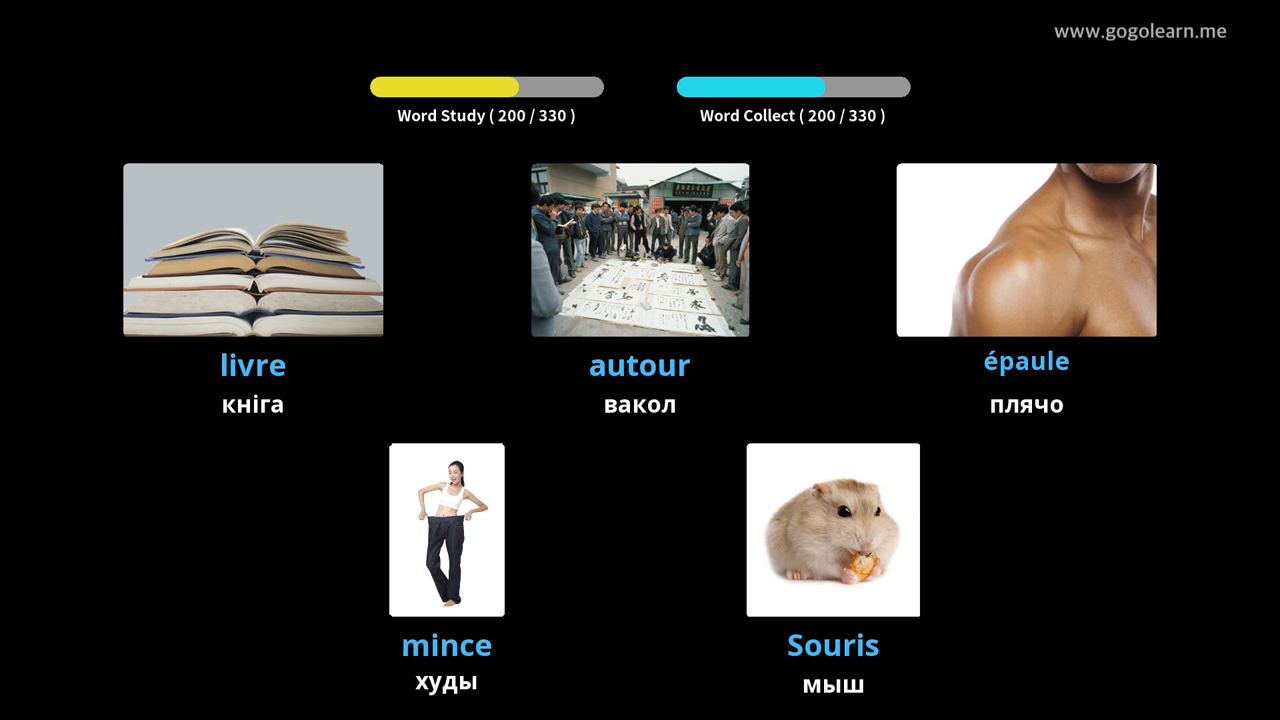 www.gogolearn.me
Word Study ( 200 / 330 )
Word Collect ( 200 / 330 )
livre
autour
épaule
кніга
вакол
плячо
mince
Souris
худы
мыш